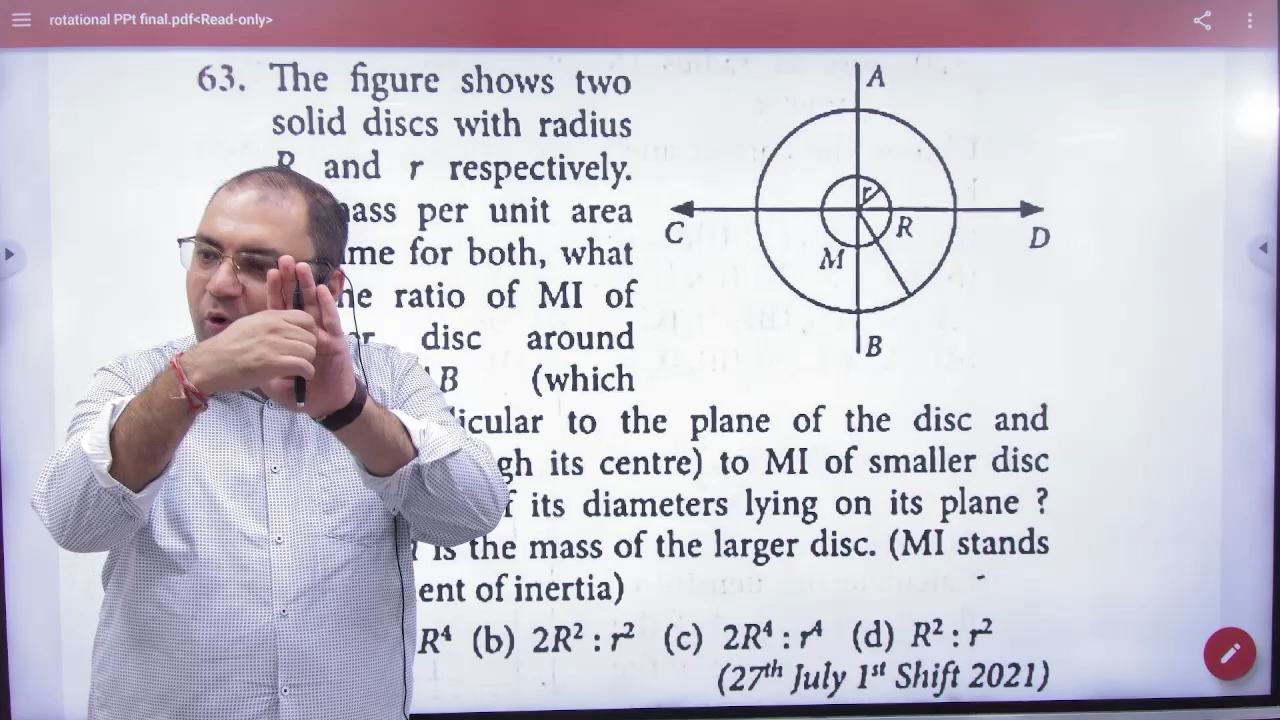 rotational PPt final.pdf<Read-only>
63. The figure shows two
solid discs with radius
R and r respectively.
mass per unit area
me for both, what
he ratio of MI of
disc around
B (which
licular to the plane of the disc and
gh its centre) to MI of smaller disc
f its diameters lying on its plane ?
is the mass of the larger disc. (MI stands
ent of inertia)
R⁴ (b) 2R² : r² (c) 2R⁴ : r⁴ (d) R² : r²
(27th July 1st Shift 2021)
A
r
C
R
D
M
B